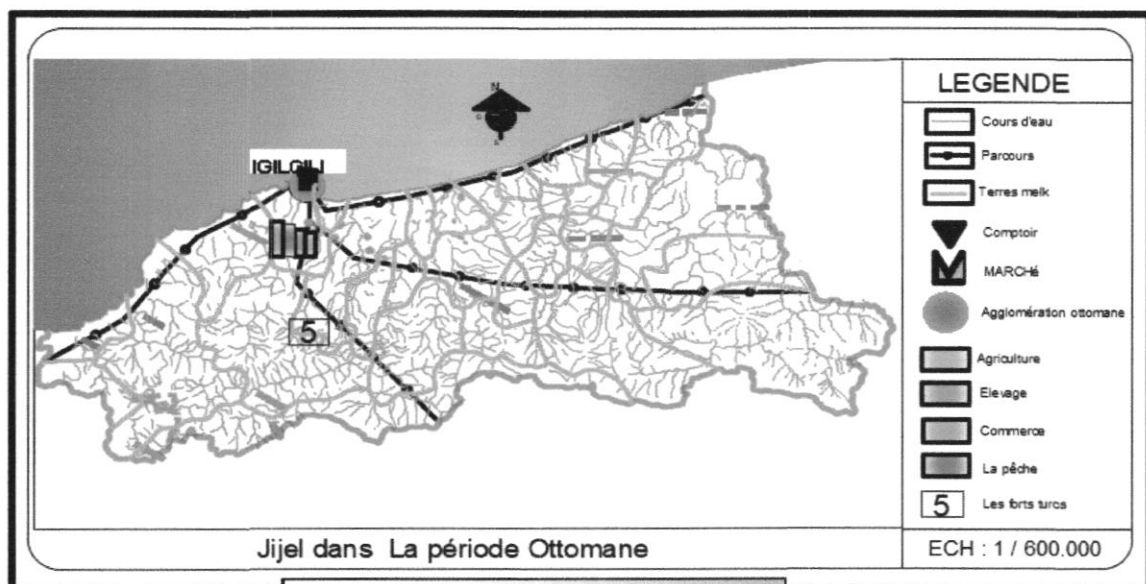 LEGENDE
Cours d'eau
Parcours
Terres melk
Comptoir
MARCHé
Agglomération ottomane
Agriculture
Elevage
Commerce
La pêche
5
Les forts turcs
N
IGILGILI
5
Jijel dans La période Ottomane
ECH : 1 / 600.000